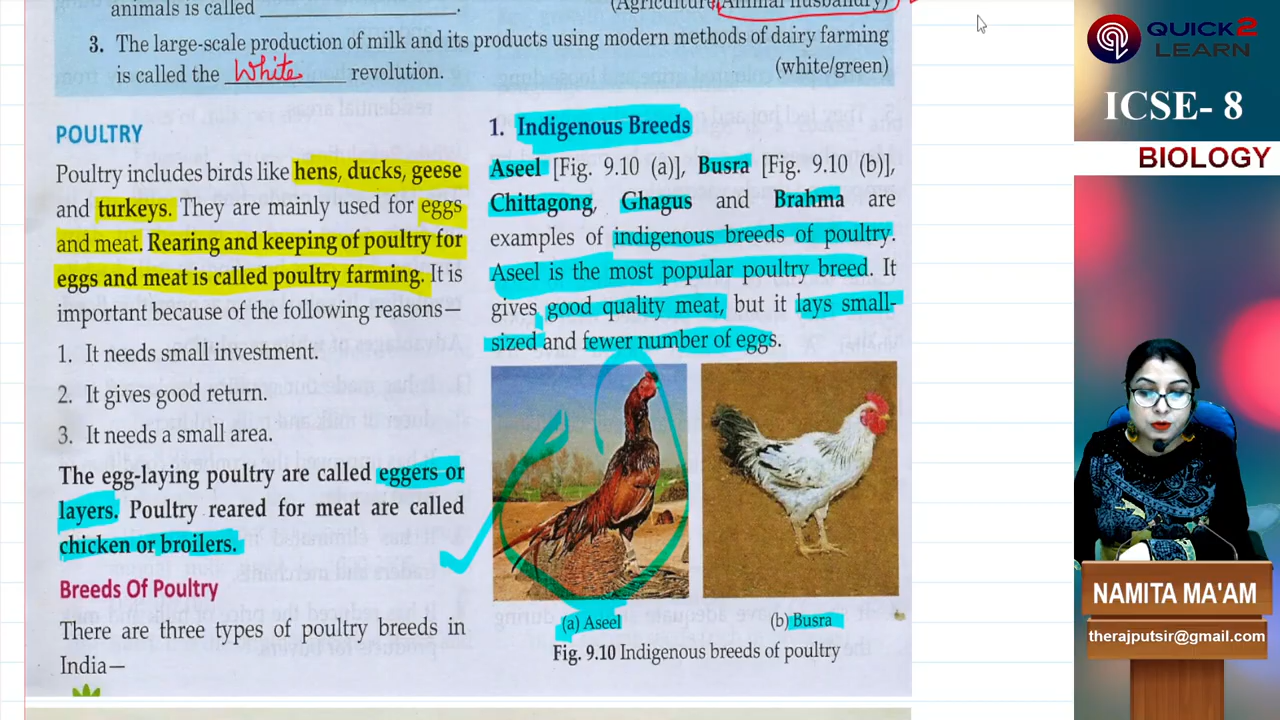 animals is called ____________________.
(Agriculture, Animal husbandry)
3. The large-scale production of milk and its products using modern methods of dairy farming
is called the White revolution.
(white/green)
POULTRY
Poultry includes birds like hens, ducks, geese
and turkeys. They are mainly used for eggs
and meat. Rearing and keeping of poultry for
eggs and meat is called poultry farming. It is
important because of the following reasons—
1. It needs small investment.
2. It gives good return.
3. It needs a small area.
The egg-laying poultry are called eggers or
layers. Poultry reared for meat are called
chicken or broilers.
Breeds Of Poultry
There are three types of poultry breeds in
India—
1. Indigenous Breeds
Aseel [Fig. 9.10 (a)], Busra [Fig. 9.10 (b)],
Chittagong, Ghagus and Brahma are
examples of indigenous breeds of poultry.
Aseel is the most popular poultry breed. It
gives good quality meat, but it lays small-
sized and fewer number of eggs.
(a) Aseel
(b) Busra
Fig. 9.10 Indigenous breeds of poultry
QUICK2
LEARN
ICSE- 8
BIOLOGY
NAMITA MA'AM
therajputsir@gmail.com